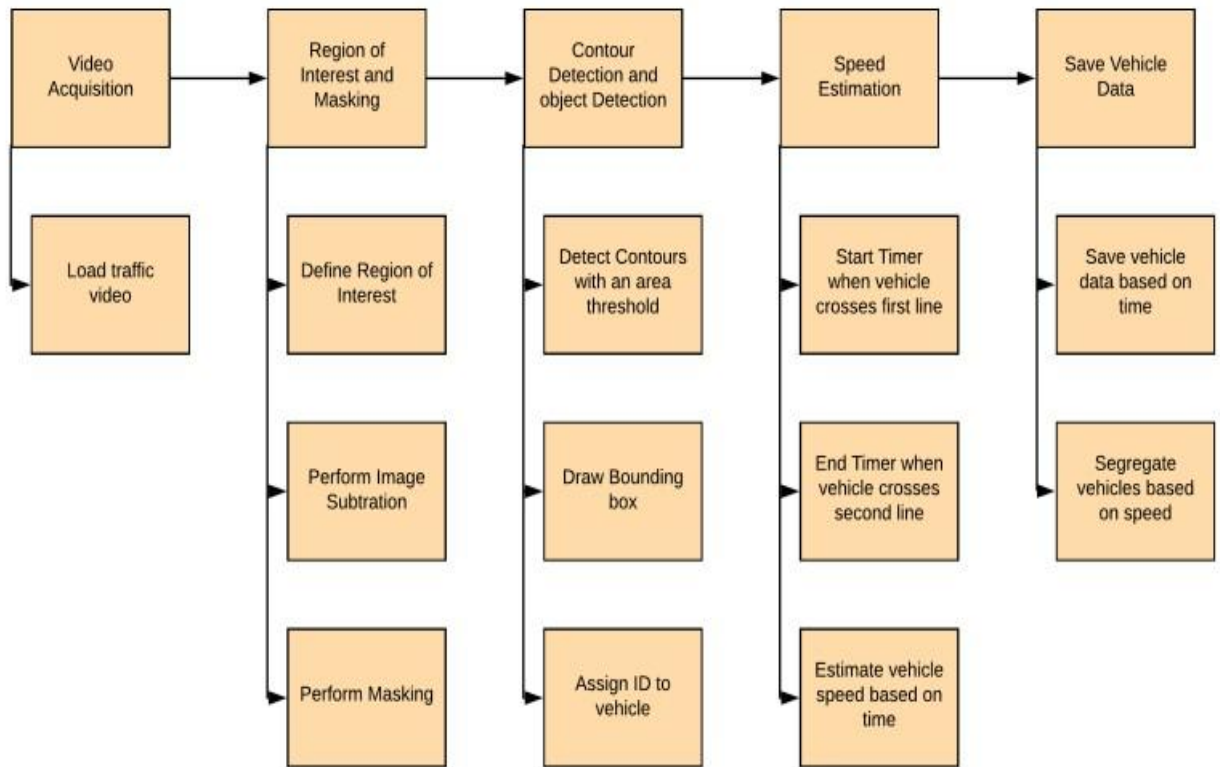 Video
Acquisition
Region of
Interest and
Masking
Contour
Detection and
object Detection
Speed
Estimation
Save Vehicle
Data
Load traffic
video
Define Region of
Interest
Detect Contours
with an area
threshold
Start Timer
when vehicle
crosses first line
Save vehicle
data based on
time
Perform Image
Subtration
Draw Bounding
box
End Timer when
vehicle crosses
second line
Segregate
vehicles based
on speed
Perform Masking
Assign ID to
vehicle
Estimate vehicle
speed based on
time